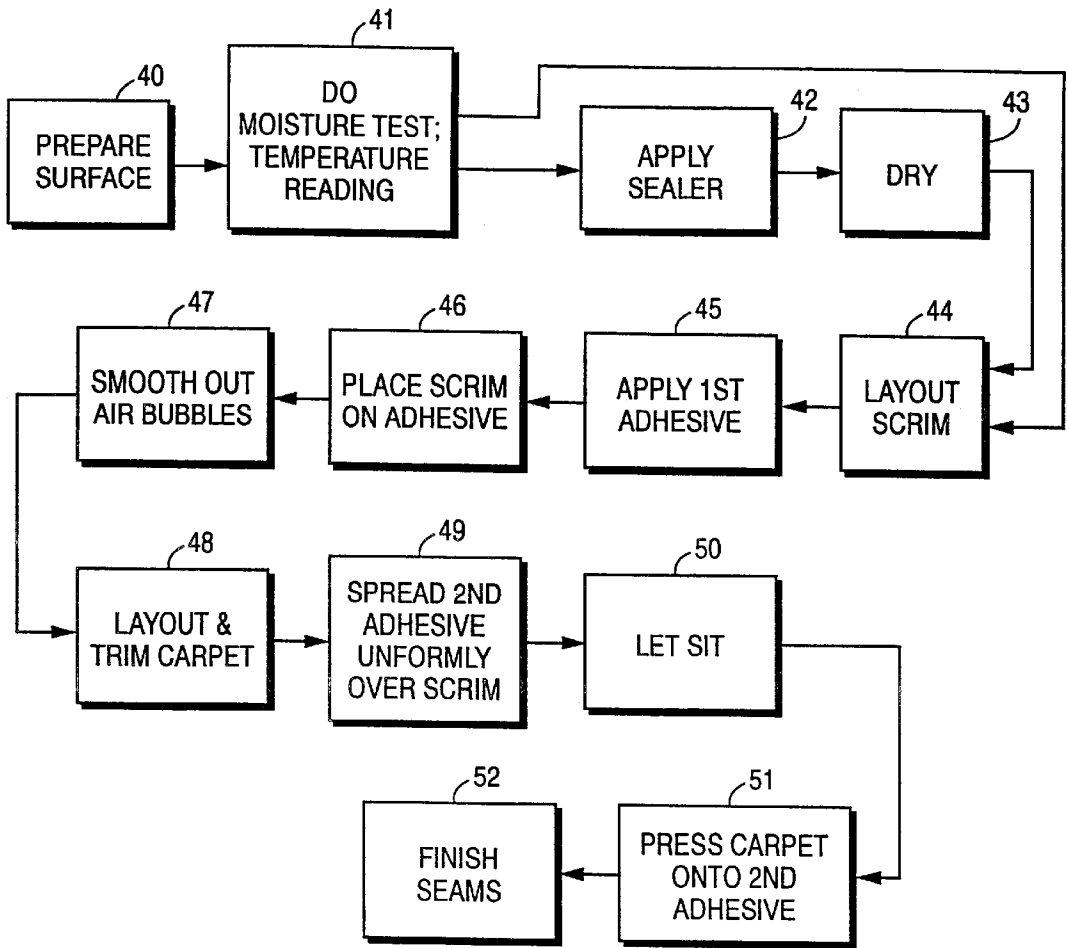 40
PREPARE
SURFACE
41
DO
MOISTURE TEST;
TEMPERATURE
READING
42
APPLY
SEALER
43
DRY
44
LAYOUT
SCRIM
45
APPLY 1ST
ADHESIVE
46
PLACE SCRIM
ON ADHESIVE
47
SMOOTH OUT
AIR BUBBLES
48
LAYOUT &
TRIM CARPET
49
SPREAD 2ND
ADHESIVE
UNFORMLY
OVER SCRIM
50
LET SIT
51
PRESS CARPET
ONTO 2ND
ADHESIVE
52
FINISH
SEAMS